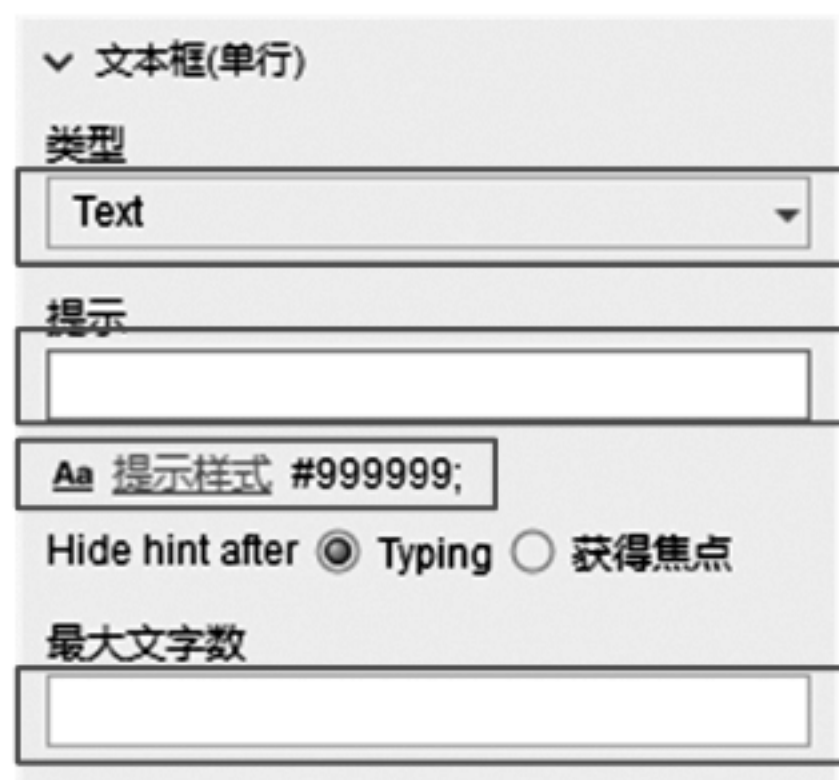 文本框(单行)
类型
Text
提示
Aa 提示样式 #999999;
Hide hint after Typing 获得焦点
最大文字数